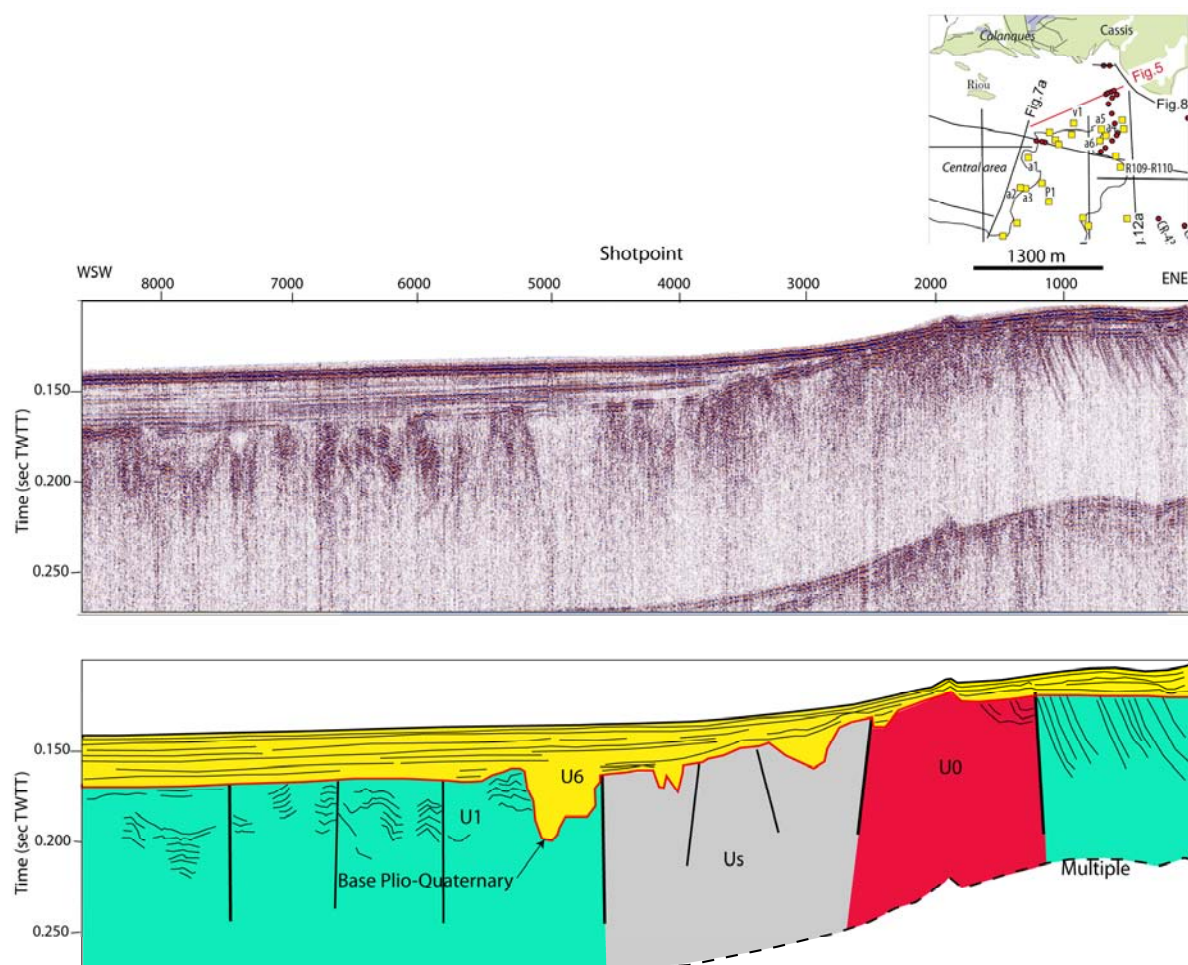 Calanques
Cassis
Riou
Fig.7a
Fig.5
Fig.8
v1
a5
a6
Central area
a1
R109-R110
a2
a3
P1
12a
CR-42
1300 m
Shotpoint
WSW
ENE
8000 7000 6000 5000 4000 3000 2000 1000
Time (sec TWTT)
0.150
0.200
0.250
Time (sec TWTT)
0.150
0.200
0.250
U6
U1
U0
Us
Base Plio-Quaternary
Multiple